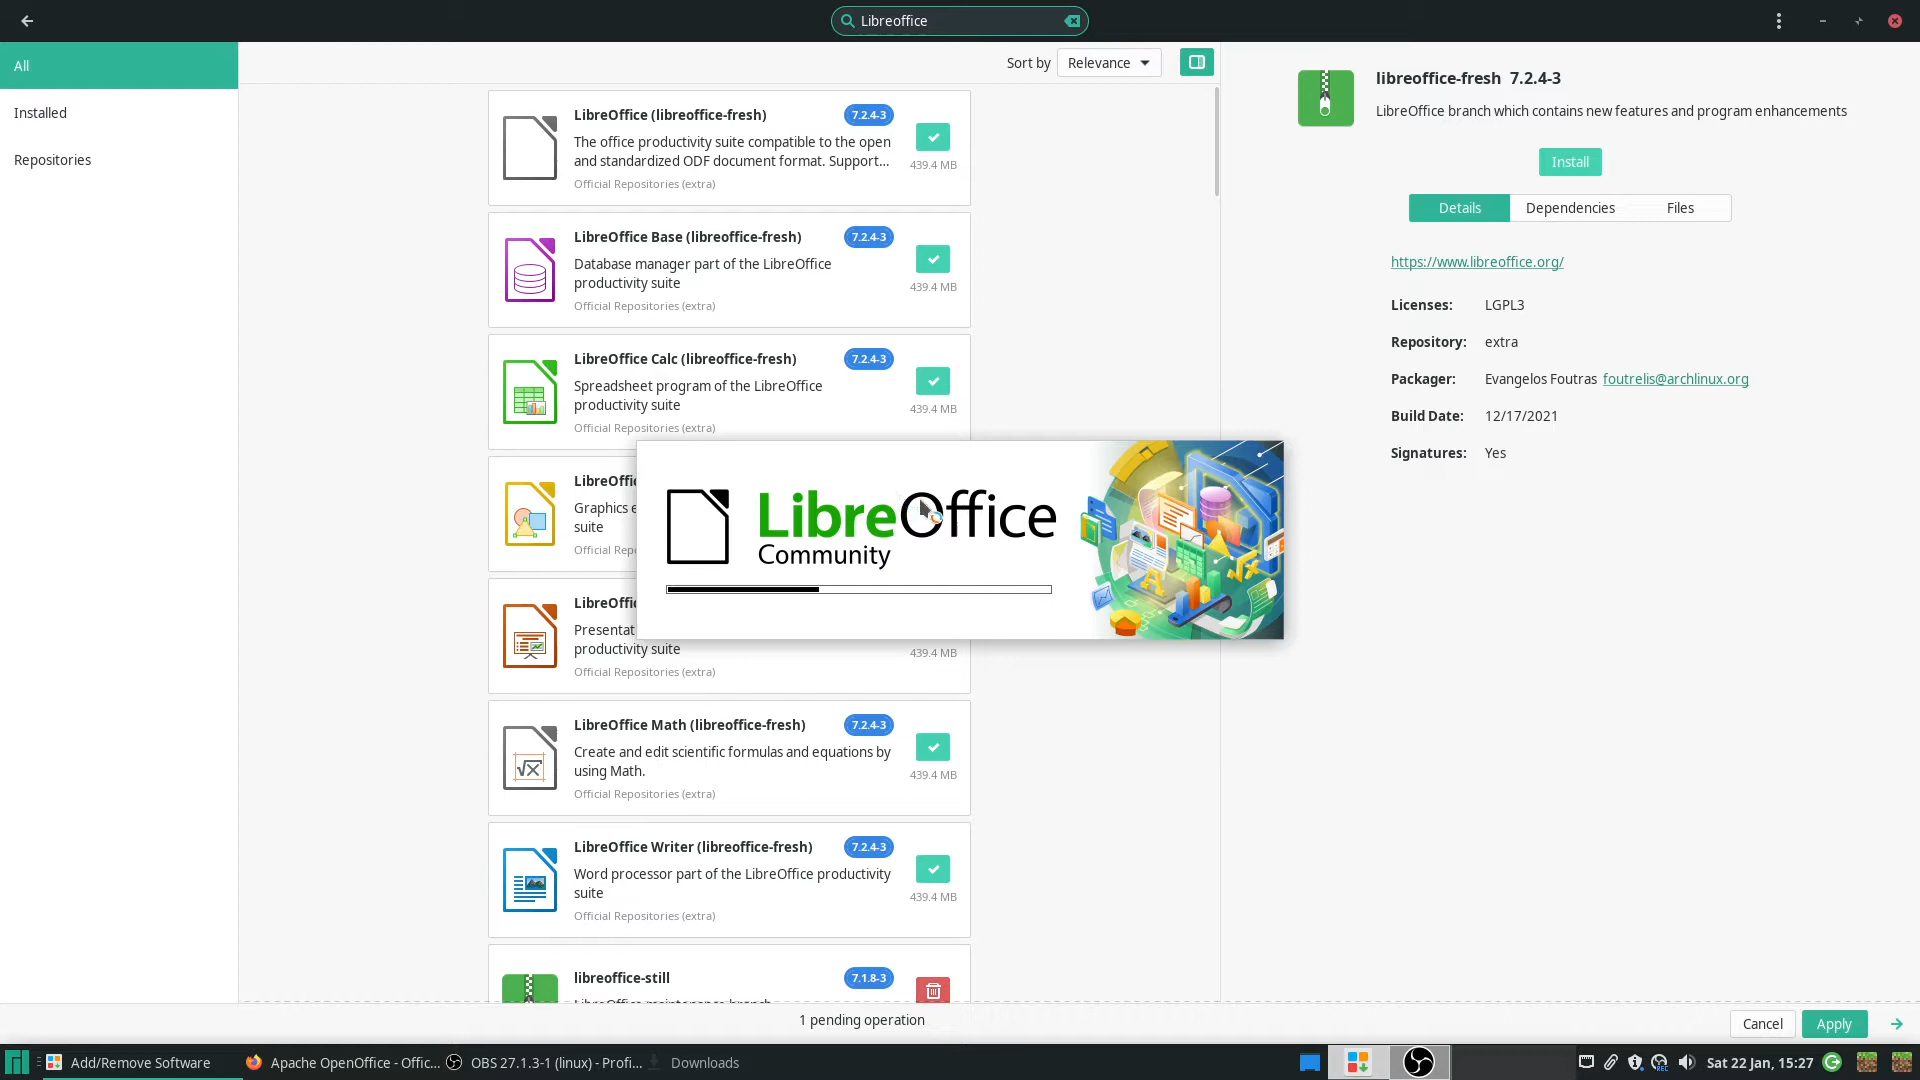 Libreoffice
All
Installed
Repositories
Sort by Relevance
LibreOffice (libreoffice-fresh) 7.2.4-3
The office productivity suite compatible to the open
and standardized ODF document format. Support...
439.4 MB
Official Repositories (extra)
LibreOffice Base (libreoffice-fresh) 7.2.4-3
Database manager part of the LibreOffice
productivity suite
439.4 MB
Official Repositories (extra)
LibreOffice Calc (libreoffice-fresh) 7.2.4-3
Spreadsheet program of the LibreOffice
productivity suite
439.4 MB
Official Repositories (extra)
Graphics
suite
Presentat
productivity suite
439.4 MB
Official Repositories (extra)
LibreOffice Math (libreoffice-fresh) 7.2.4-3
Create and edit scientific formulas and equations by
using Math.
439.4 MB
Official Repositories (extra)
LibreOffice Writer (libreoffice-fresh) 7.2.4-3
Word processor part of the LibreOffice productivity
suite
439.4 MB
Official Repositories (extra)
libreoffice-still 7.1.8-3
LibreOffice
Community
libreoffice-fresh 7.2.4-3
LibreOffice branch which contains new features and program enhancements
Install
Details Dependencies Files
https://www.libreoffice.org/
Licenses: LGPL3
Repository: extra
Packager: Evangelos Foutras foutrelis@archlinux.org
Build Date: 12/17/2021
Signatures: Yes
1 pending operation
Cancel Apply
Add/Remove Software Apache OpenOffice - Offic... OBS 27.1.3-1 (linux) - Profi... Downloads
Sat 22 Jan, 15:27